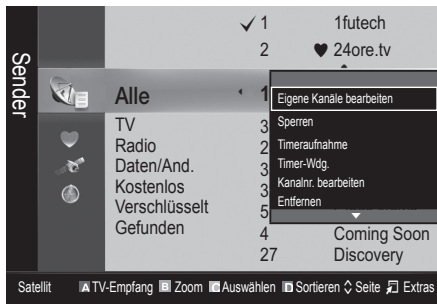 Sender
✓ 1 1futech
2 ♥ 24ore.tv
Alle
TV
Radio
Daten/And.
Kostenlos
Verschlüsselt
Gefunden
1
3
2
3
3
5
4 Coming Soon
27 Discovery
Eigene Kanäle bearbeiten
Sperren
Timeraufnahme
Timer-Wdg.
Kanalnr. bearbeiten
Entfernen
Satellit A TV-Empfang B Zoom C Auswählen D Sortieren Seite Extras